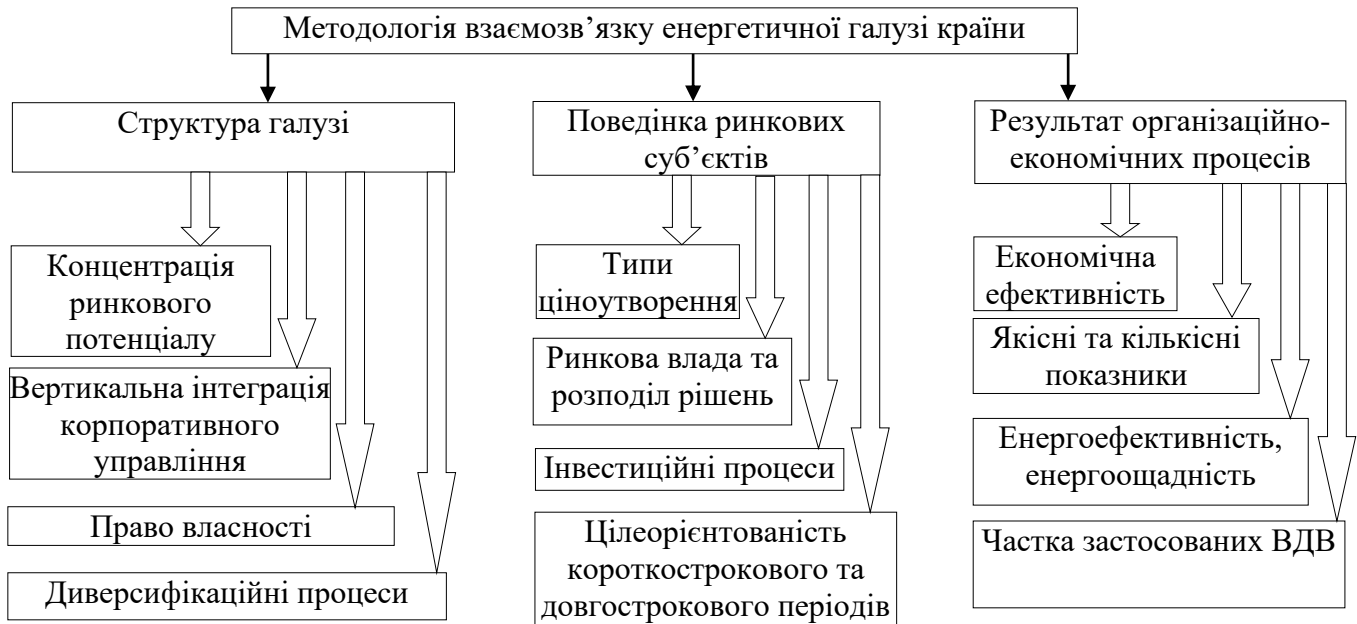 Методологія взаємозв’язку енергетичної галузі країни
Структура галузі
Поведінка ринкових
суб’єктів
Результат організаційно-
економічних процесів
Концентрація
ринкового
потенціалу
Вертикальна інтеграція
корпоративного
управління
Право власності
Диверсифікаційні процеси
Типи
ціноутворення
Ринкова влада та
розподіл рішень
Інвестиційні процеси
Цілеорієнтованість
короткострокового та
довгострокового періодів
Економічна
ефективність
Якісні та кількісні
показники
Енергоефективність,
енергоощадність
Частка застосованих ВДВ